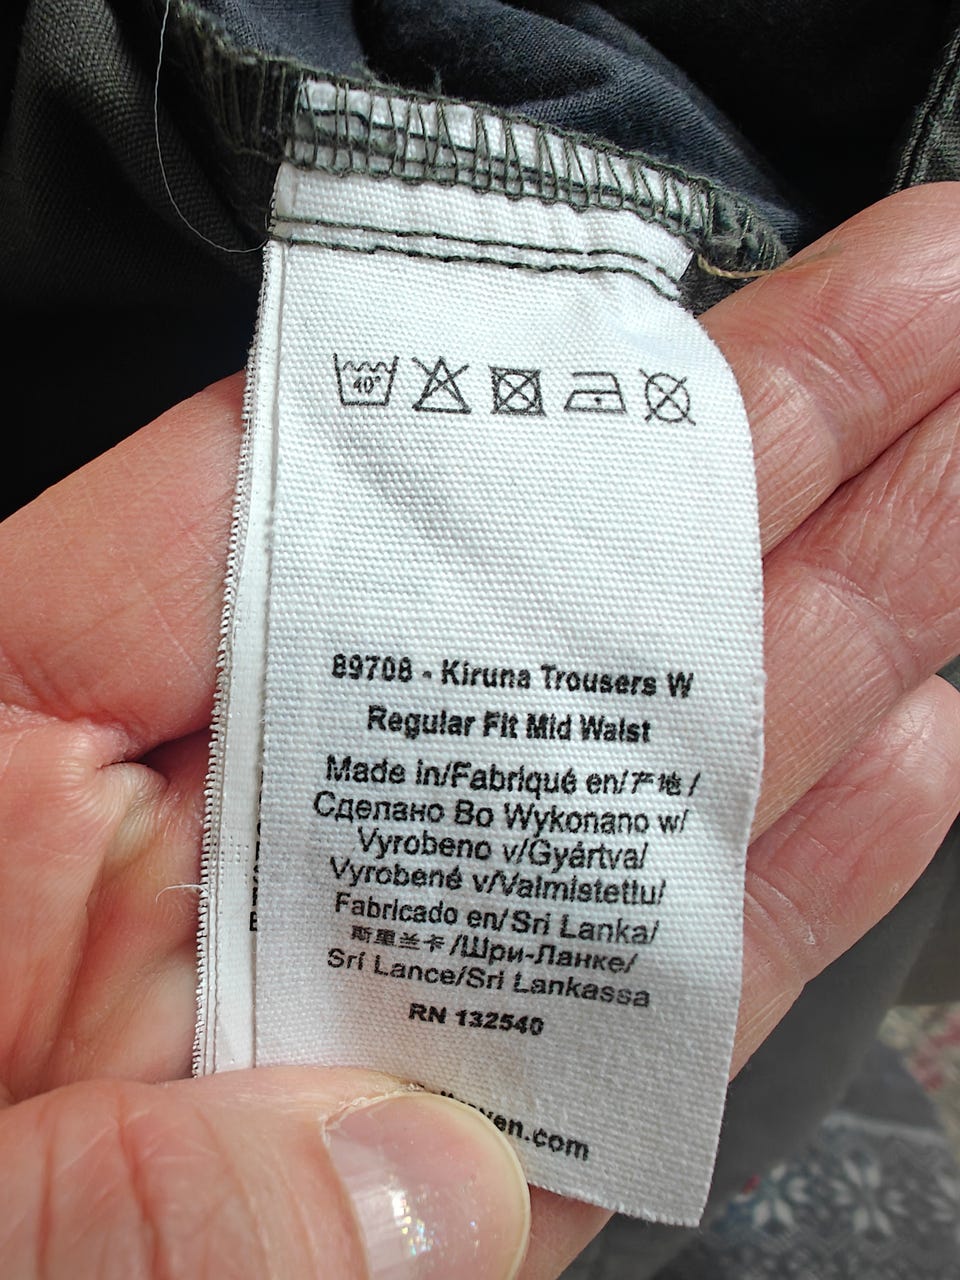 40°
89708 - Kiruna Trousers W
Regular Fit Mid Waist
Made in/Fabriqué en/产地/
Сделано Во Wykonano w/
Vyrobeno v/Gyártva/
Vyrobené v/Valmistettu/
Fabricado en/Sri Lanka/
斯里兰卡/Шри-Ланке/
Srí Lance/Sri Lankassa
RN 132540